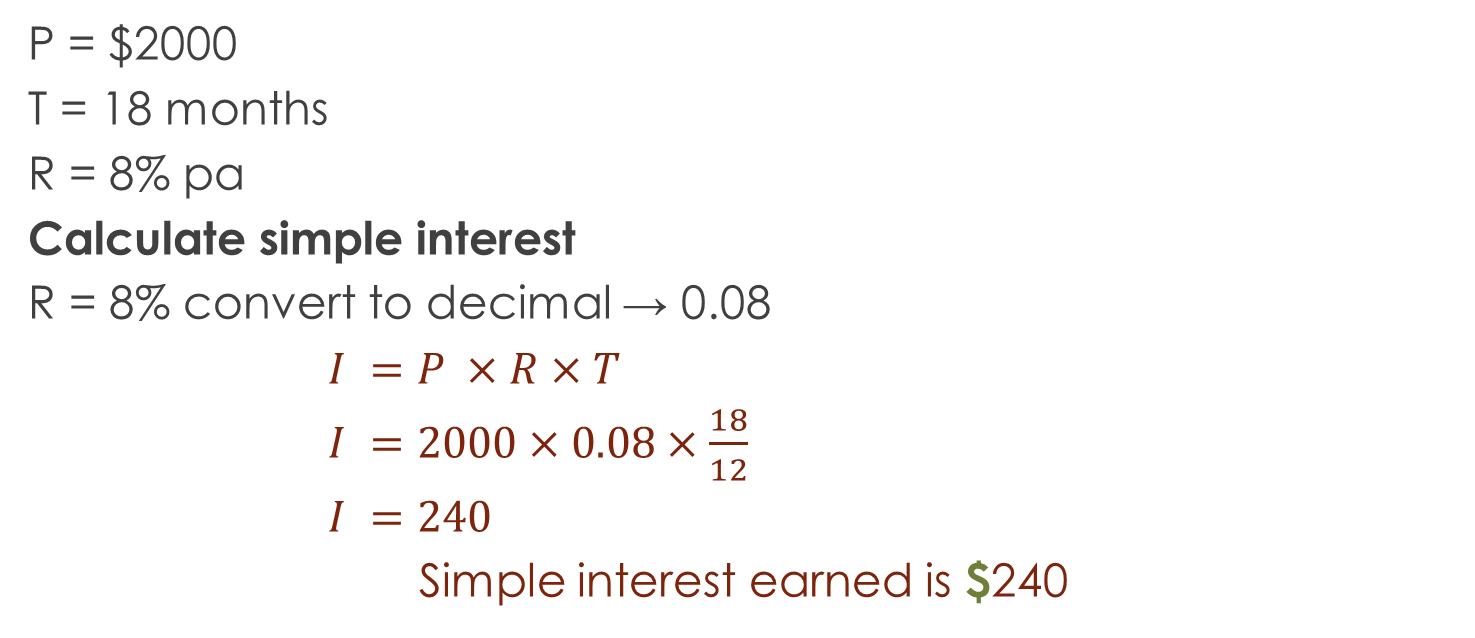 P = $2000
T = 18 months
R = 8% pa
Calculate simple interest
R = 8% convert to decimal → 0.08
I = P × R × T
I = 2000 × 0.08 × 18/12
I = 240
Simple interest earned is $240